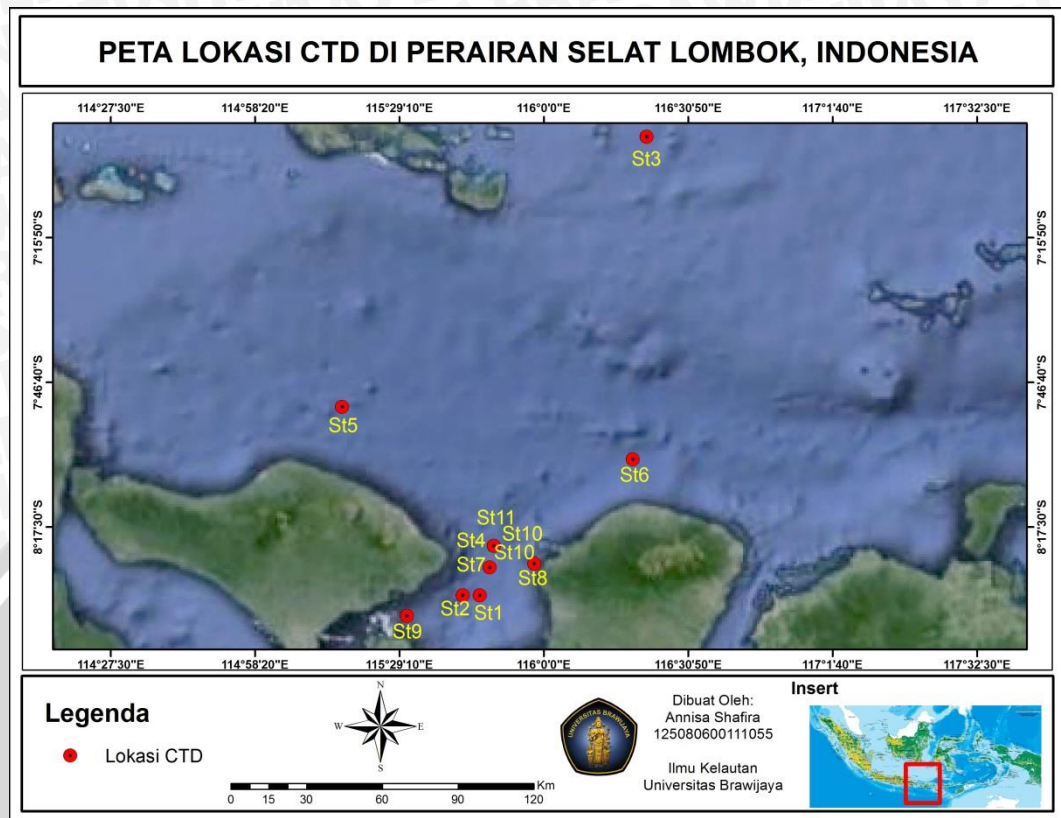 PETA LOKASI CTD DI PERAIRAN SELAT LOMBOK, INDONESIA
114°27'30"E 114°58'20"E 115°29'10"E 116°0'0"E 116°30'50"E 117°1'40"E 117°32'30"E
St3
7°15'50"S 7°15'50"S
7°46'40"S 7°46'40"S
St5
St6
8°17'30"S 8°17'30"S
St11
St4 St10
St10
St7 St8
St2 St1
St9
114°27'30"E 114°58'20"E 115°29'10"E 116°0'0"E 116°30'50"E 117°1'40"E 117°32'30"E
Legenda
Lokasi CTD
N
W E
S
Km
0 15 30 60 90 120
UNIVERSITAS BRAWIJAYA
Dibuat Oleh:
Annisa Shafira
125080600111055
Ilmu Kelautan
Universitas Brawijaya
Insert